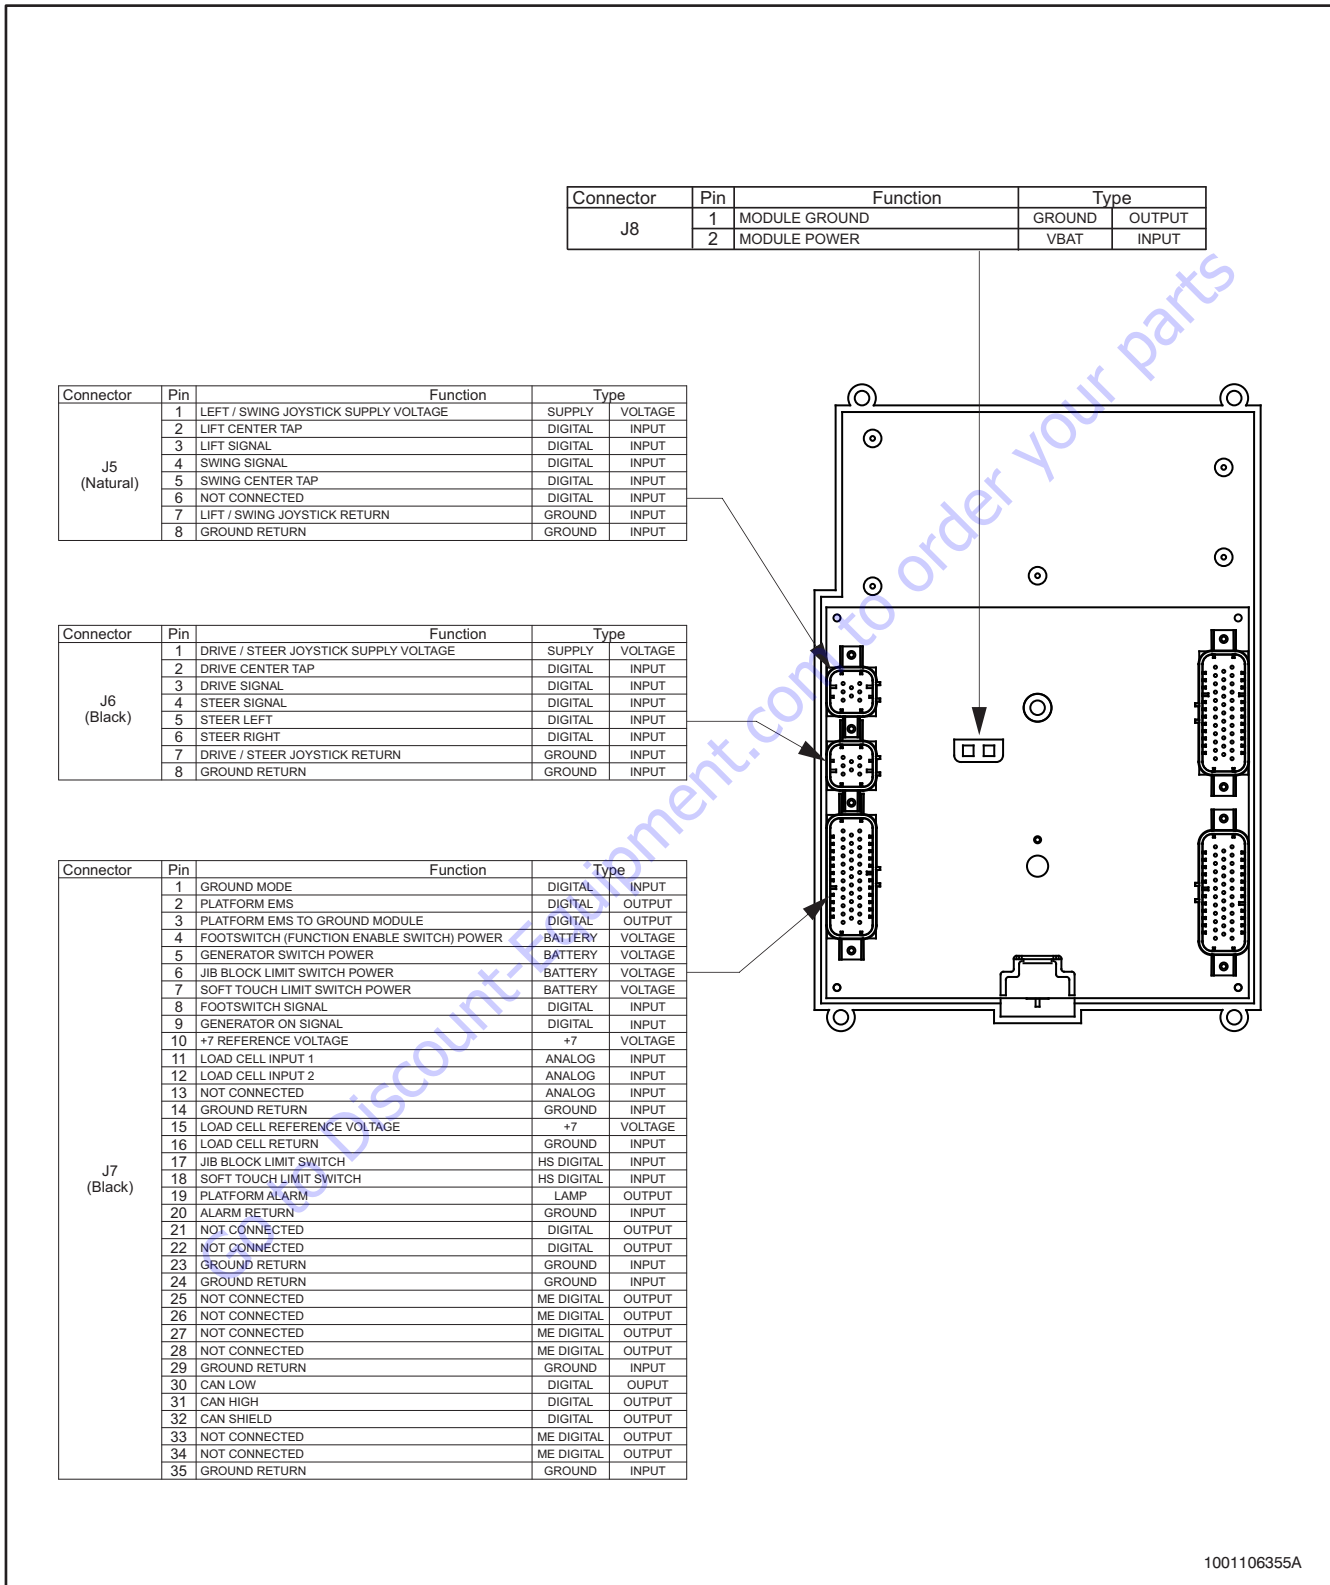 Connector Pin Function Type
J8
1 MODULE GROUND GROUND OUTPUT
2 MODULE POWER VBAT INPUT
Connector Pin Function Type
J5
(Natural)
1 LEFT / SWING JOYSTICK SUPPLY VOLTAGE SUPPLY VOLTAGE
2 LIFT CENTER TAP DIGITAL INPUT
3 LIFT SIGNAL DIGITAL INPUT
4 SWING SIGNAL DIGITAL INPUT
5 SWING CENTER TAP DIGITAL INPUT
6 NOT CONNECTED DIGITAL INPUT
7 LIFT / SWING JOYSTICK RETURN GROUND INPUT
8 GROUND RETURN GROUND INPUT
Connector Pin Function Type
J6
(Black)
1 DRIVE / STEER JOYSTICK SUPPLY VOLTAGE SUPPLY VOLTAGE
2 DRIVE CENTER TAP DIGITAL INPUT
3 DRIVE SIGNAL DIGITAL INPUT
4 STEER SIGNAL DIGITAL INPUT
5 STEER LEFT DIGITAL INPUT
6 STEER RIGHT DIGITAL INPUT
7 DRIVE / STEER JOYSTICK RETURN GROUND INPUT
8 GROUND RETURN GROUND INPUT
Connector Pin Function Type
J7
(Black)
1 GROUND MODE DIGITAL INPUT
2 PLATFORM EMS DIGITAL OUTPUT
3 PLATFORM EMS TO GROUND MODULE DIGITAL OUTPUT
4 FOOTSWITCH (FUNCTION ENABLE SWITCH) POWER BATTERY VOLTAGE
5 GENERATOR SWITCH POWER BATTERY VOLTAGE
6 JIB BLOCK LIMIT SWITCH POWER BATTERY VOLTAGE
7 SOFT TOUCH LIMIT SWITCH POWER BATTERY VOLTAGE
8 FOOTSWITCH SIGNAL DIGITAL INPUT
9 GENERATOR ON SIGNAL DIGITAL INPUT
10 +7 REFERENCE VOLTAGE +7 VOLTAGE
11 LOAD CELL INPUT 1 ANALOG INPUT
12 LOAD CELL INPUT 2 ANALOG INPUT
13 NOT CONNECTED ANALOG INPUT
14 GROUND RETURN GROUND INPUT
15 LOAD CELL REFERENCE VOLTAGE +7 VOLTAGE
16 LOAD CELL RETURN GROUND INPUT
17 JIB BLOCK LIMIT SWITCH HS DIGITAL INPUT
18 SOFT TOUCH LIMIT SWITCH HS DIGITAL INPUT
19 PLATFORM ALARM LAMP OUTPUT
20 ALARM RETURN GROUND INPUT
21 NOT CONNECTED DIGITAL OUTPUT
22 NOT CONNECTED DIGITAL OUTPUT
23 GROUND RETURN GROUND INPUT
24 GROUND RETURN GROUND INPUT
25 NOT CONNECTED ME DIGITAL OUTPUT
26 NOT CONNECTED ME DIGITAL OUTPUT
27 NOT CONNECTED ME DIGITAL OUTPUT
28 NOT CONNECTED ME DIGITAL OUTPUT
29 GROUND RETURN GROUND INPUT
30 CAN LOW DIGITAL OUPUT
31 CAN HIGH DIGITAL OUTPUT
32 CAN SHIELD DIGITAL OUTPUT
33 NOT CONNECTED ME DIGITAL OUTPUT
34 NOT CONNECTED ME DIGITAL OUTPUT
35 GROUND RETURN GROUND INPUT
Go to Discount-Equipment.com to order your parts
1001106355A